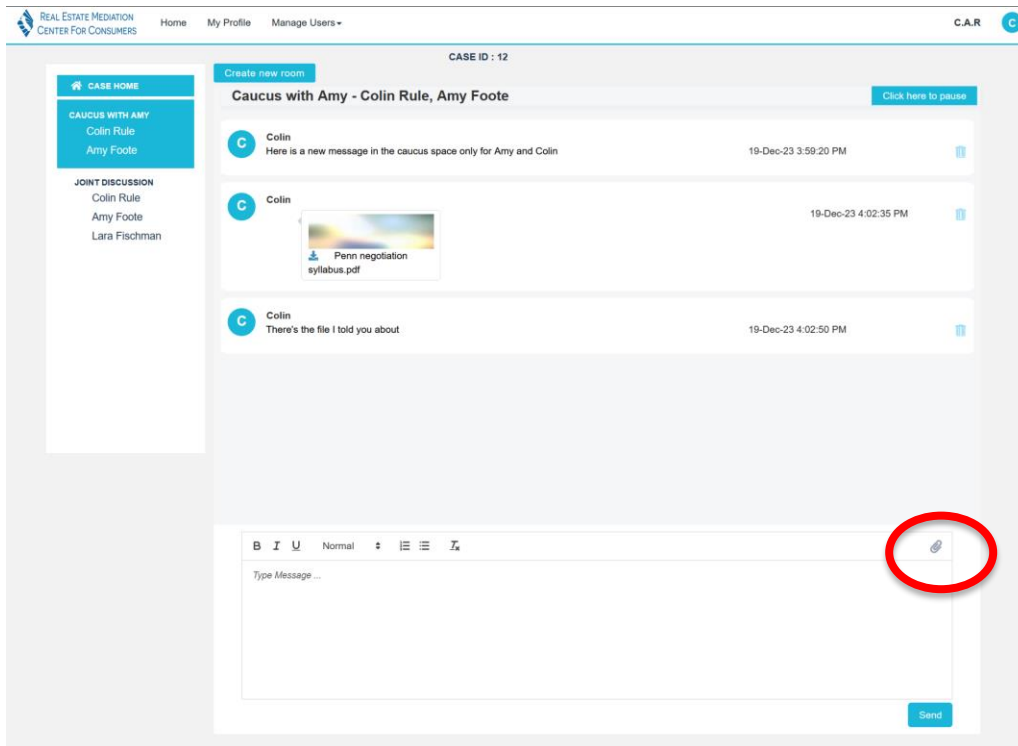 REAL ESTATE MEDIATION
CENTER FOR CONSUMERS
Home
My Profile
Manage Users
C.A.R
C
CASE ID : 12
CASE HOME
CAUCUS WITH AMY
Colin Rule
Amy Foote
JOINT DISCUSSION
Colin Rule
Amy Foote
Lara Fischman
Create new room
Caucus with Amy - Colin Rule, Amy Foote
Click here to pause
C
Colin
Here is a new message in the caucus space only for Amy and Colin
19-Dec-23 3:59:20 PM
C
Colin
19-Dec-23 4:02:35 PM
Penn negotiation
syllabus.pdf
C
Colin
There's the file I told you about
19-Dec-23 4:02:50 PM
B I U Normal
Type Message ...
Send